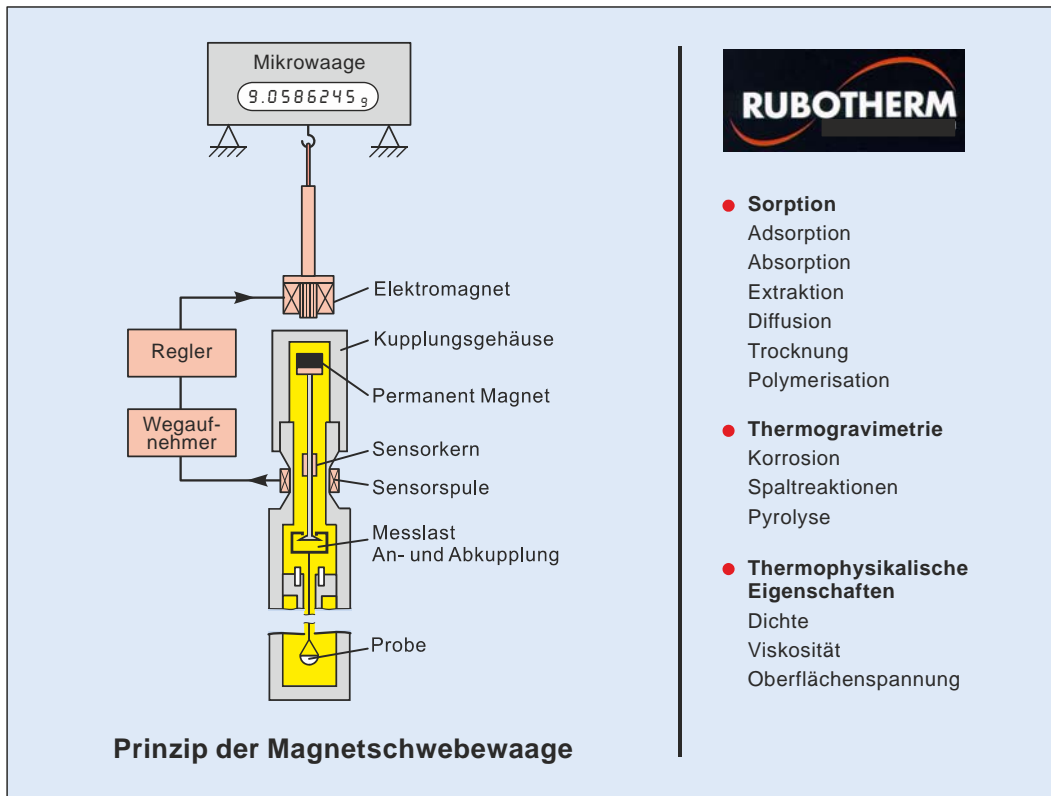 Mikrowaage
9.0586245 g
Elektromagnet
Kupplungsgehäuse
Regler
Permanent Magnet
Wegauf-
nehmer
Sensorkern
Sensorspule
Messlast
An- und Abkupplung
Probe
Prinzip der Magnetschwebewaage
RUBOTHERM
Sorption
Adsorption
Absorption
Extraktion
Diffusion
Trocknung
Polymerisation
Thermogravimetrie
Korrosion
Spaltreaktionen
Pyrolyse
Thermophysikalische
Eigenschaften
Dichte
Viskosität
Oberflächenspannung